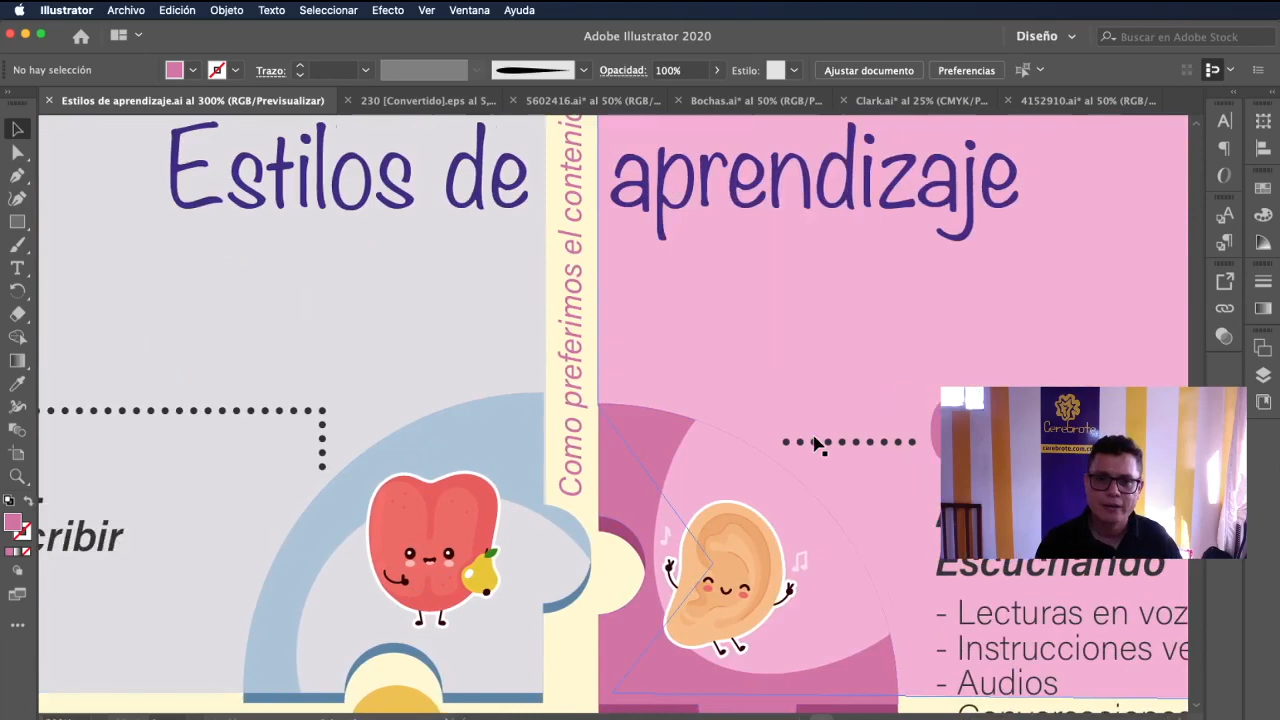 Illustrator Archivo Edición Objeto Texto Seleccionar Efecto Ver Ventana Ayuda
Adobe Illustrator 2020
Diseño
Buscar en Adobe Stock
No hay selección
Trazo:
Opacidad: 100%
Estilo:
Ajustar documento
Preferencias
Estilos de aprendizaje.ai al 300% (RGB/Previsualizar)
230 [Convertido].eps al 5,...
5602416.ai* al 50% (RGB/...
Bochas.ai* al 50% (RGB/P...
Clark.ai* al 25% (CMYK/P...
4152910.ai* al 50% (RGB/...
Estilos de aprendizaje
Como preferimos el contenid
cribir
Cerebrote
Escuchando
- Lecturas en voz
- Instrucciones ve
- Audios